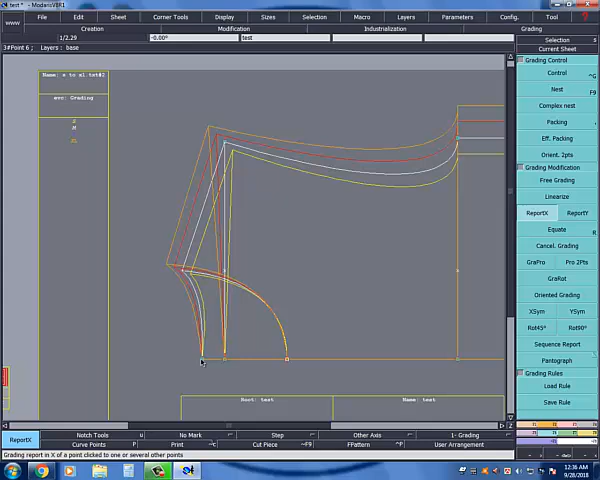 test * - ModarisV8R1
www
File
Edit
Sheet
Corner Tools
Display
Sizes
Selection
Macro
Layers
Parameters
Config.
Tool
?
Creation
Modification
Industrialization
Grading
1/2.29
-0.00°
test
Selection S
3#Point 6 ; Layers : base
Current Sheet
Grading Control
Control ^G
Nest F9
Complex nest
Packing
Eff. Packing
Orient. 2pts
Grading Modification
Free Grading
Linearize
ReportX
ReportY
Equate R
Cancel. Grading
GraPro
Pro 2Pts
GraRot
Oriented Grading
XSym
YSym
Rot45°
Rot90°
Sequence Report
Pantograph
Grading Rules
Load Rule
Save Rule
evc: Grading
S
M
Root: test
Name: test
ReportX
Notch Tools
No Mark
Step
Other Axis
1- Grading
Curve Points P
Print ~c
Cut Piece ~F9
FPattern ^F
User Arrangement
Grading report in X of a point clicked to one or several other points
12:36 AM
9/28/2018